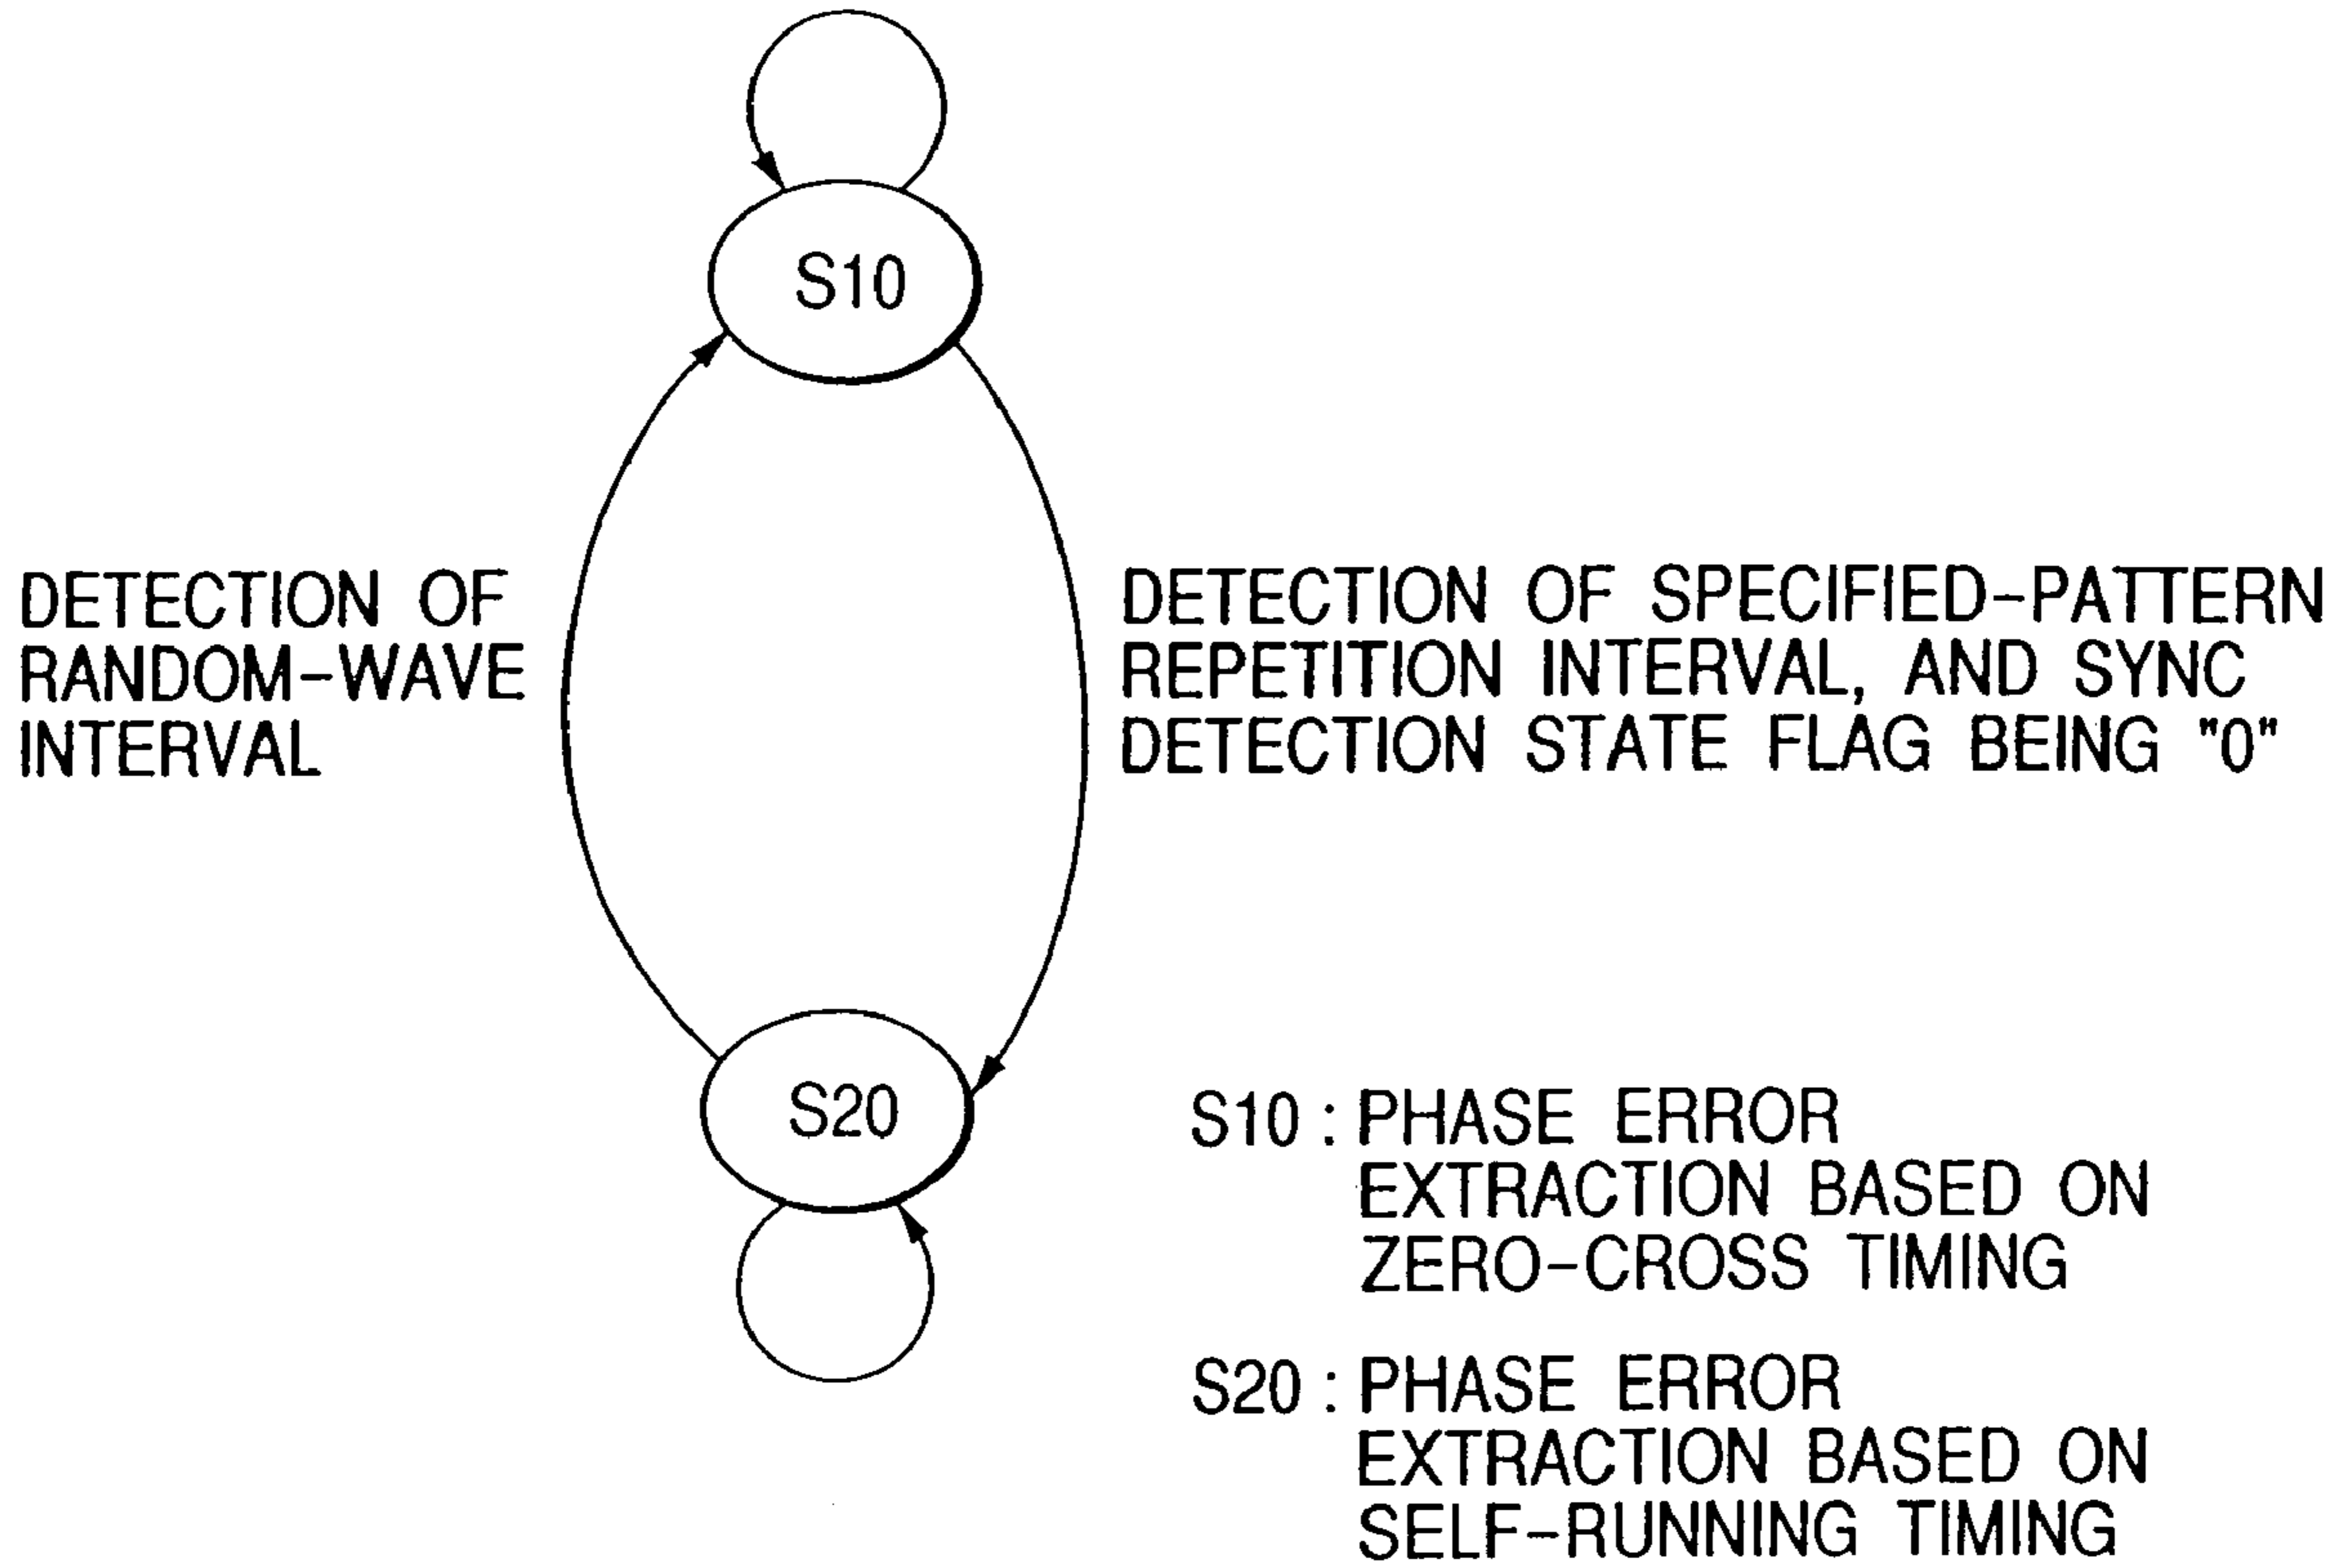 S10
DETECTION OF
RANDOM-WAVE
INTERVAL
DETECTION OF SPECIFIED-PATTERN
REPETITION INTERVAL, AND SYNC
DETECTION STATE FLAG BEING "0"
S20
S10 : PHASE ERROR
EXTRACTION BASED ON
ZERO-CROSS TIMING
S20 : PHASE ERROR
EXTRACTION BASED ON
SELF-RUNNING TIMING